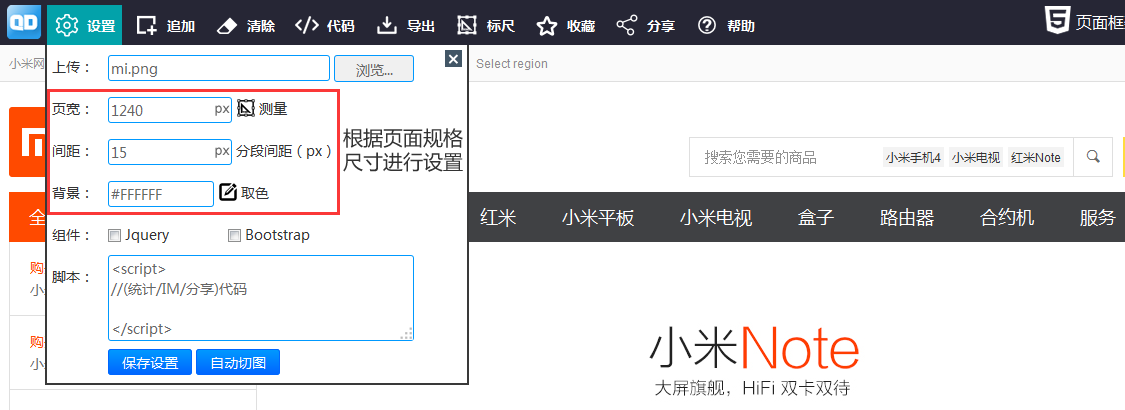 QD 设置 追加 清除 代码 导出 标尺 收藏 分享 帮助 页面框
小米网
Select region
上传： mi.png 浏览...
页宽： 1240 px 测量
间距： 15 px 分段间距（px）
背景： #FFFFFF 取色
根据页面规格
尺寸进行设置
组件： Jquery Bootstrap
脚本： <script>
//(统计/IM/分享)代码
</script>
保存设置 自动切图
搜索您需要的商品 小米手机4 小米电视 红米Note
全
红米 小米平板 小米电视 盒子 路由器 合约机 服务
购
小
购
小
小米Note
大屏旗舰，HiFi 双卡双待